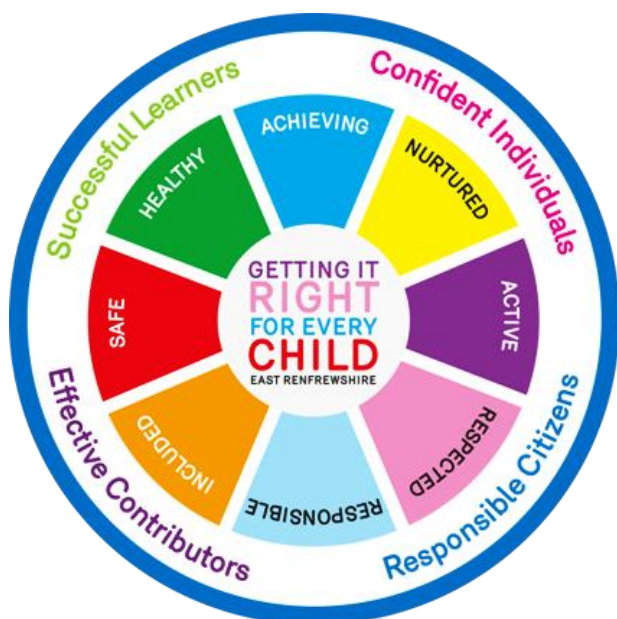 Successful Learners
Confident Individuals
Responsible Citizens
Effective Contributors
ACHIEVING
NURTURED
ACTIVE
RESPECTED
RESPONSIBLE
INCLUDED
SAFE
HEALTHY
GETTING IT
RIGHT
FOR EVERY
CHILD
EAST RENFREWSHIRE